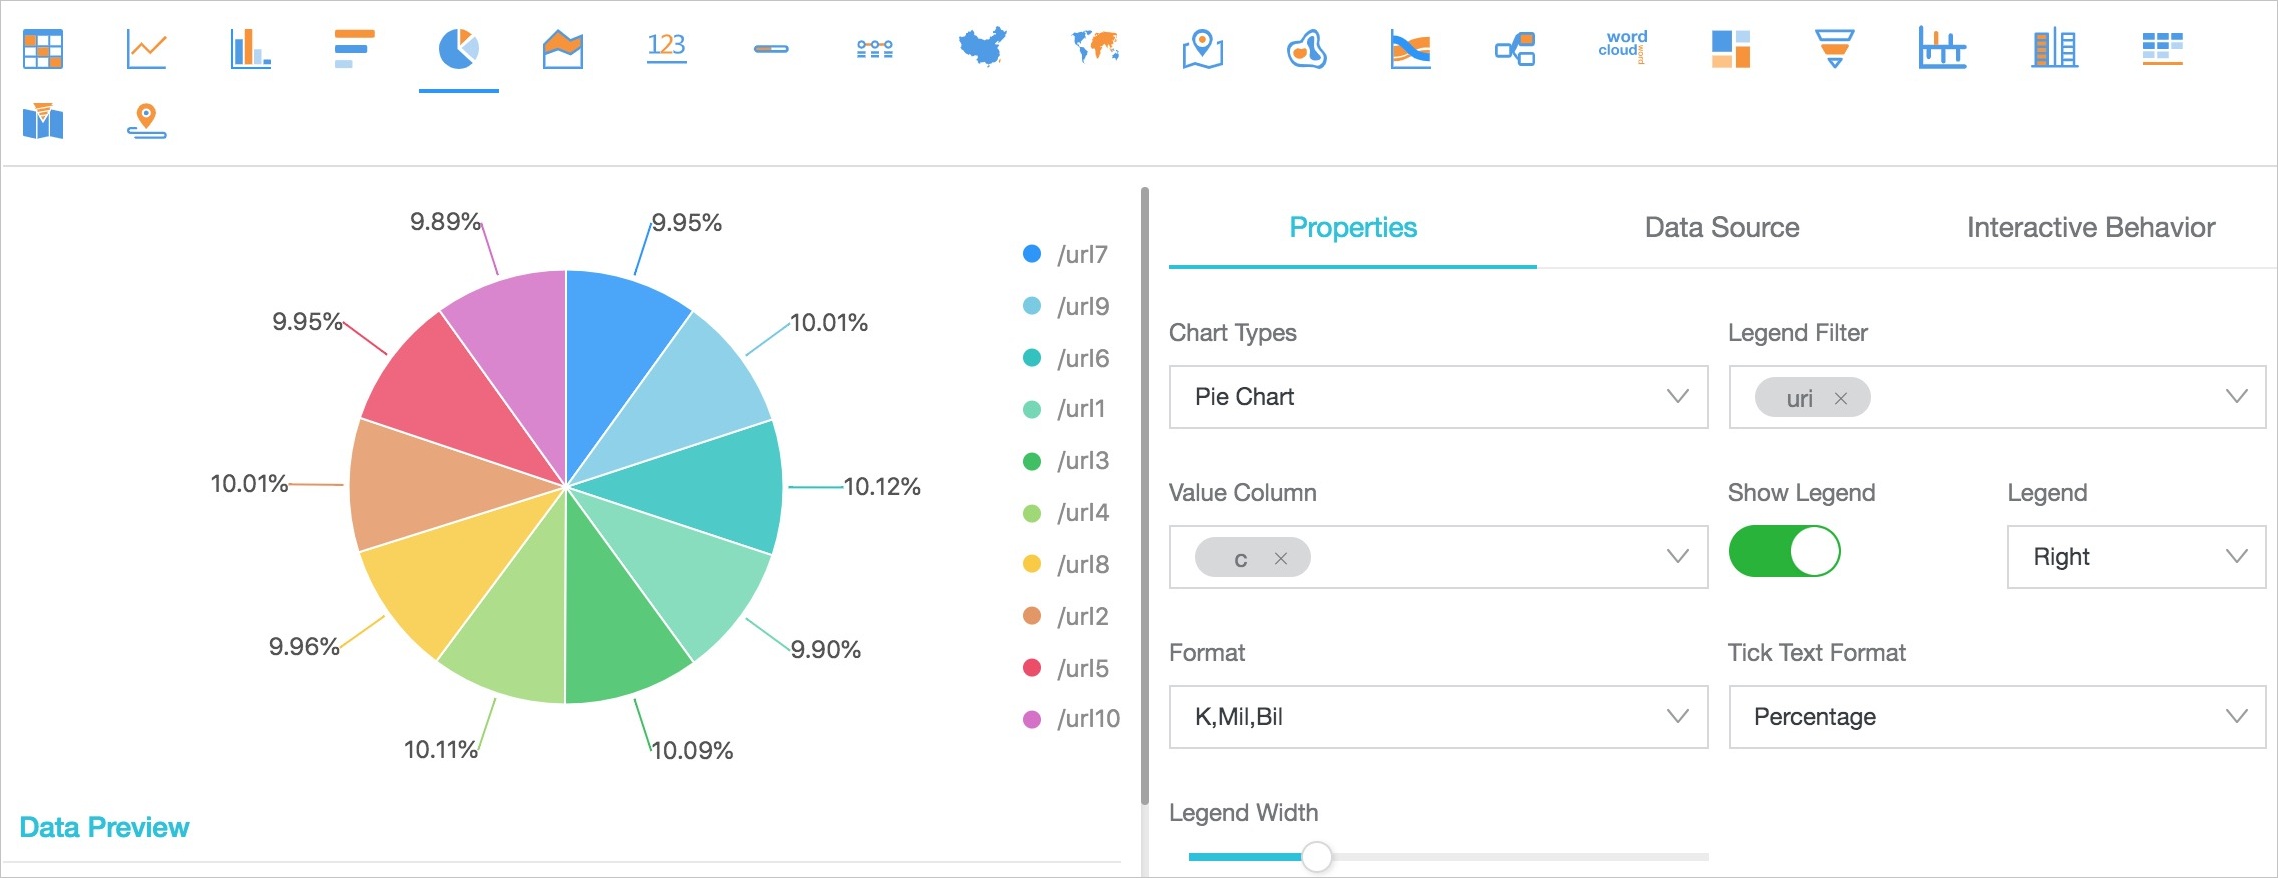 123
word
cloud
word
9.89%
9.95%
9.95%
10.01%
10.01%
10.12%
9.96%
9.90%
10.11%
10.09%
/url7
/url9
/url6
/url1
/url3
/url4
/url8
/url2
/url5
/url10
Data Preview
Properties Data Source Interactive Behavior
Chart Types Legend Filter
Pie Chart uri ×
Value Column Show Legend Legend
c × Right
Format Tick Text Format
K,Mil,Bil Percentage
Legend Width